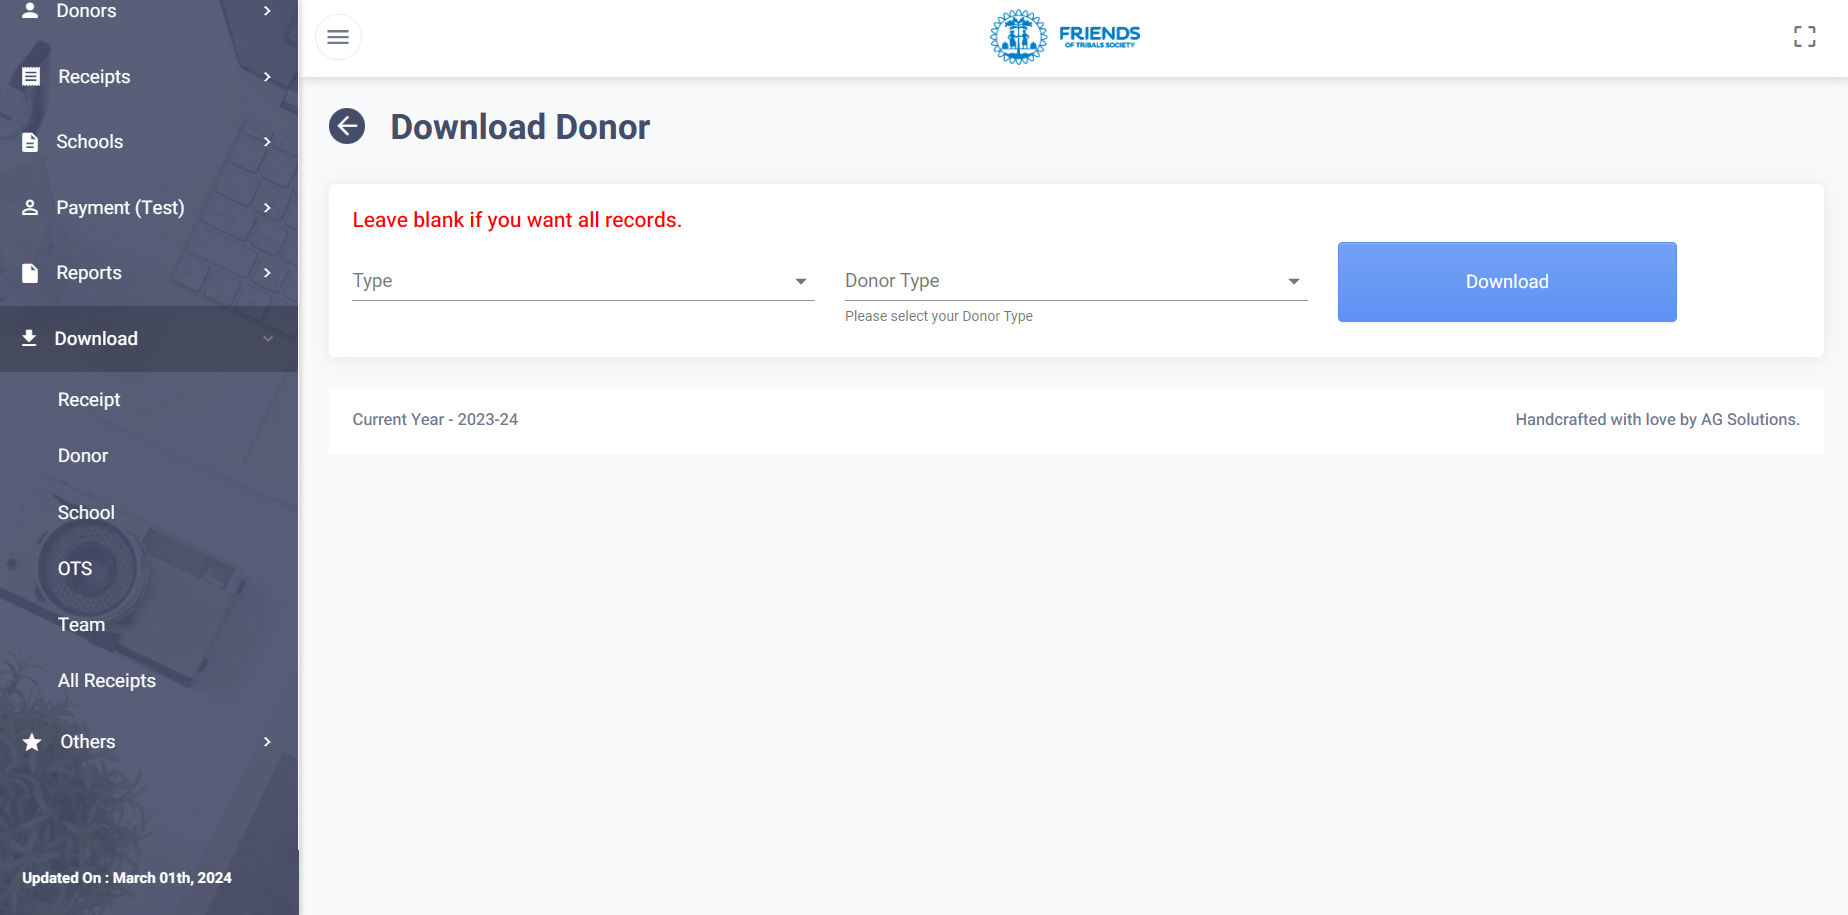 Donors
Receipts
Schools
Payment (Test)
Reports
Download
Receipt
Donor
School
OTS
Team
All Receipts
Others
Updated On : March 01th, 2024
FRIENDS
OF TRIBALS SOCIETY
Download Donor
Leave blank if you want all records.
Type
Donor Type
Please select your Donor Type
Download
Current Year - 2023-24
Handcrafted with love by AG Solutions.